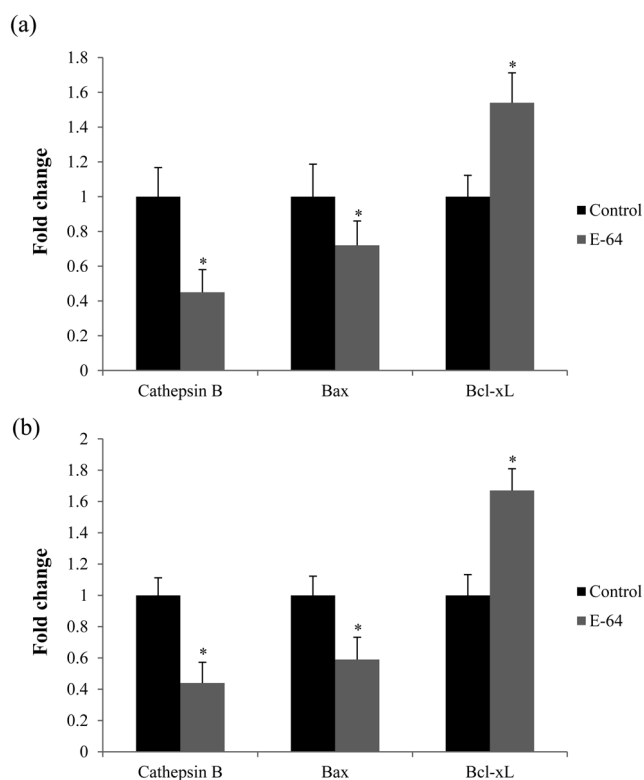 (a)
Fold change
1.8
1.6
1.4
1.2
1
0.8
0.6
0.4
0.2
0
*
*
*
Control
E-64
Cathepsin B
Bax
Bcl-xL
(b)
Fold change
2
1.8
1.6
1.4
1.2
1
0.8
0.6
0.4
0.2
0
*
*
*
Control
E-64
Cathepsin B
Bax
Bcl-xL